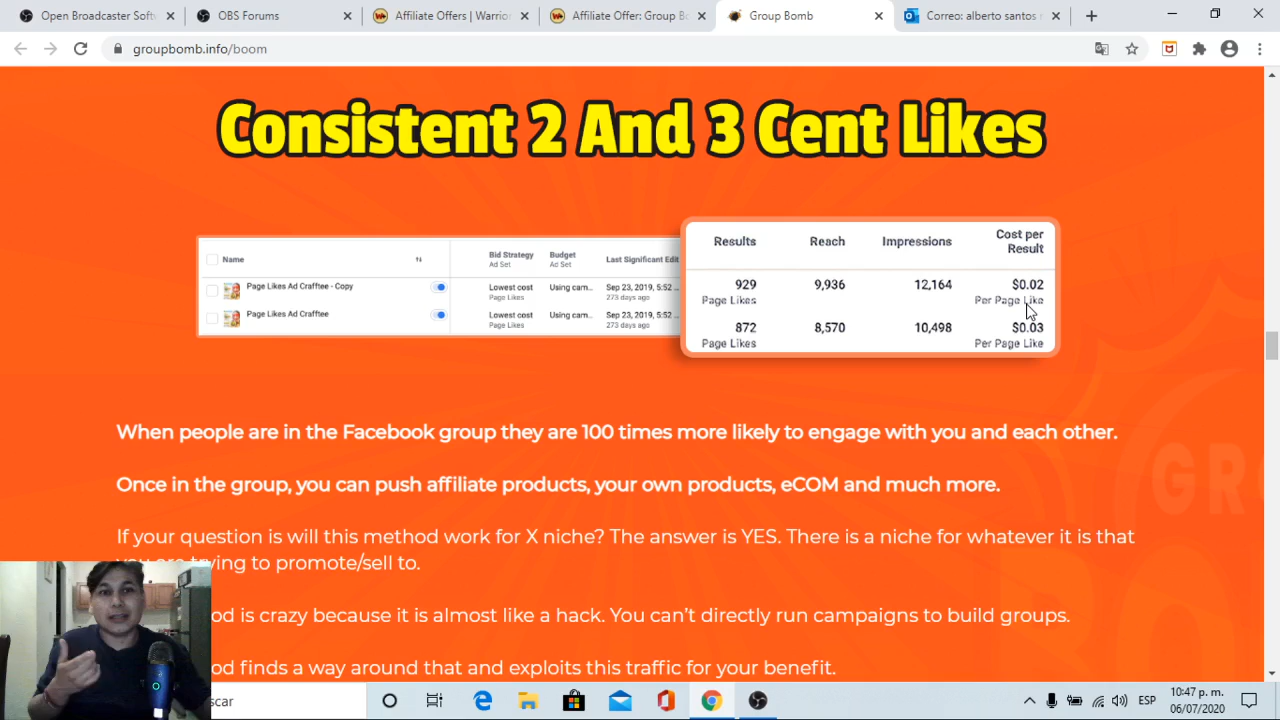 Open Broadcaster Softw
OBS Forums
Affiliate Offers | Warrior
Affiliate Offer: Group Bo
Group Bomb
Correo: alberto santos r
groupbomb.info/boom
Consistent 2 And 3 Cent Likes
Name
Bid Strategy
Ad Set
Budget
Ad Set
Last Significant Edit
Page Likes Ad Crafftee - Copy
Lowest cost
Page Likes
Using cam...
Sep 23, 2019, 5:52 ...
273 days ago
Page Likes Ad Crafftee
Lowest cost
Page Likes
Using cam...
Sep 23, 2019, 5:52 ...
273 days ago
Results
Reach
Impressions
Cost per
Result
929
Page Likes
9,936
12,164
$0.02
Per Page Like
872
Page Likes
8,570
10,498
$0.03
Per Page Like
When people are in the Facebook group they are 100 times more likely to engage with you and each other.
Once in the group, you can push affiliate products, your own products, eCOM and much more.
If your question is will this method work for X niche? The answer is YES. There is a niche for whatever it is that
you are trying to promote/sell to.
od is crazy because it is almost like a hack. You can't directly run campaigns to build groups.
od finds a way around that and exploits this traffic for your benefit.
scar
ESP
10:47 p. m.
06/07/2020